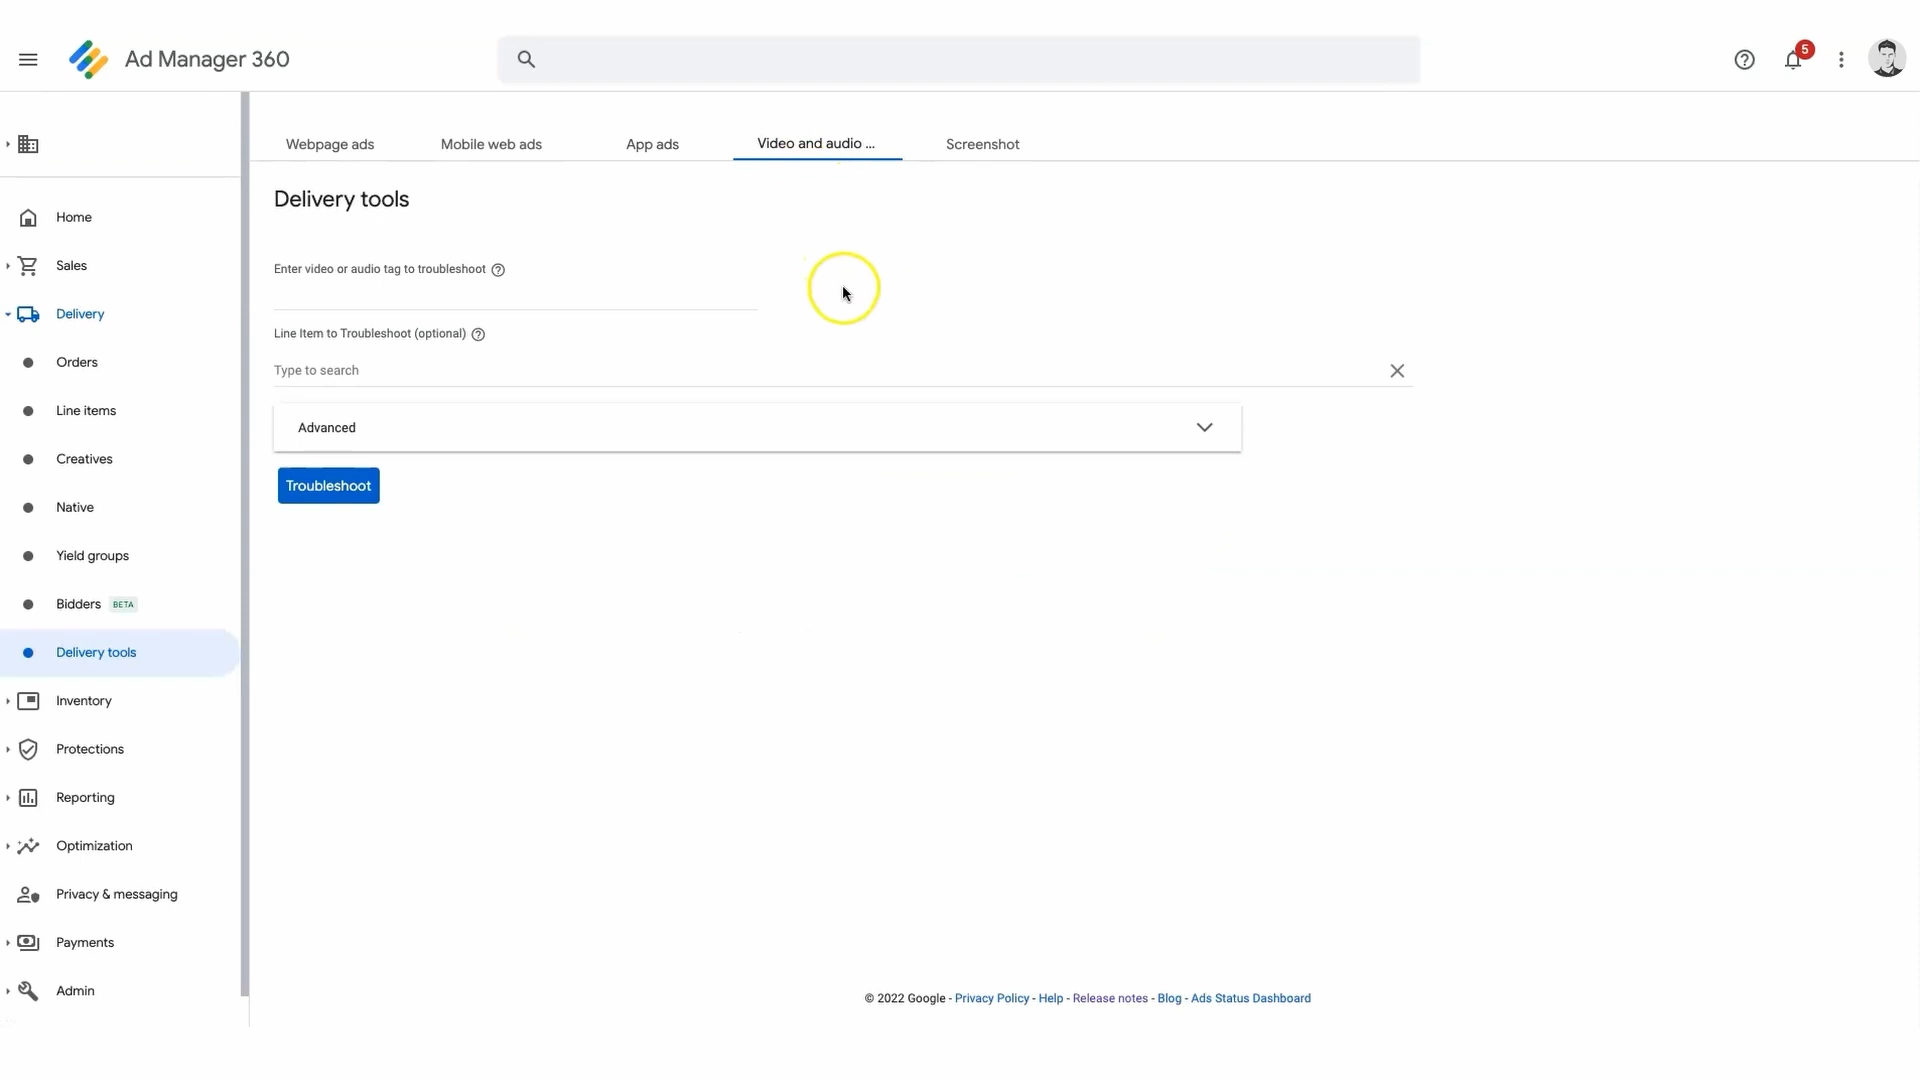 Ad Manager 360
5
Webpage ads
Mobile web ads
App ads
Video and audio ...
Screenshot
Home
Sales
Delivery
Orders
Line items
Creatives
Native
Yield groups
Bidders BETA
Delivery tools
Inventory
Protections
Reporting
Optimization
Privacy & messaging
Payments
Admin
Delivery tools
Enter video or audio tag to troubleshoot
Line Item to Troubleshoot (optional)
Type to search
Advanced
Troubleshoot
© 2022 Google - Privacy Policy - Help - Release notes - Blog - Ads Status Dashboard